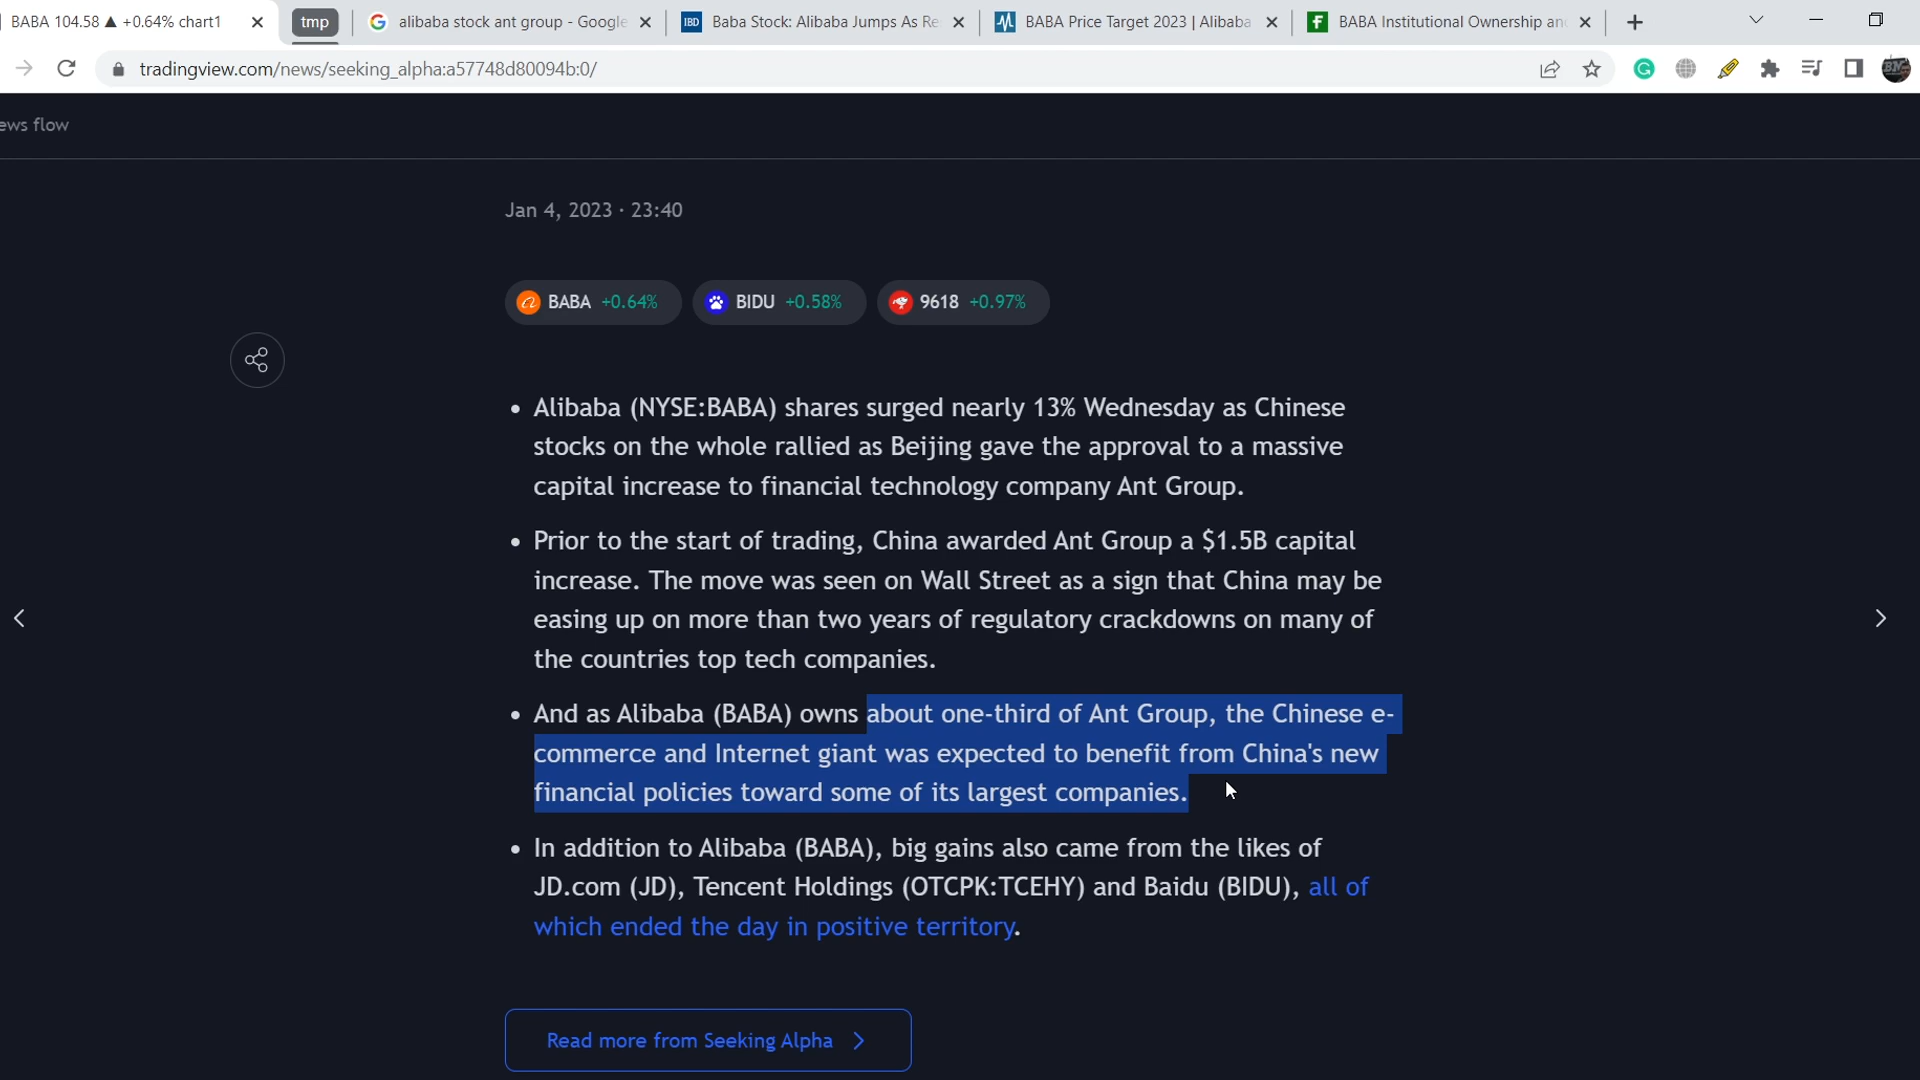 BABA 104.58 ▲ +0.64% chart1
tmp
alibaba stock ant group - Google
Baba Stock: Alibaba Jumps As Re
BABA Price Target 2023 | Alibaba
BABA Institutional Ownership an
tradingview.com/news/seeking_alpha:a57748d80094b:0/
ews flow
Jan 4, 2023 · 23:40
BABA +0.64% BIDU +0.58% 9618 +0.97%
• Alibaba (NYSE:BABA) shares surged nearly 13% Wednesday as Chinese
stocks on the whole rallied as Beijing gave the approval to a massive
capital increase to financial technology company Ant Group.
• Prior to the start of trading, China awarded Ant Group a $1.5B capital
increase. The move was seen on Wall Street as a sign that China may be
easing up on more than two years of regulatory crackdowns on many of
the countries top tech companies.
• And as Alibaba (BABA) owns about one-third of Ant Group, the Chinese e-
commerce and Internet giant was expected to benefit from China's new
financial policies toward some of its largest companies.
• In addition to Alibaba (BABA), big gains also came from the likes of
JD.com (JD), Tencent Holdings (OTCPK:TCEHY) and Baidu (BIDU), all of
which ended the day in positive territory.
Read more from Seeking Alpha